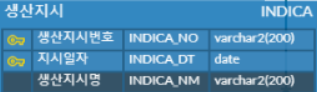 생산지시 INDICA
생산지시번호 INDICA_NO varchar2(200)
지시일자 INDICA_DT date
생산지시명 INDICA_NM varchar2(200)